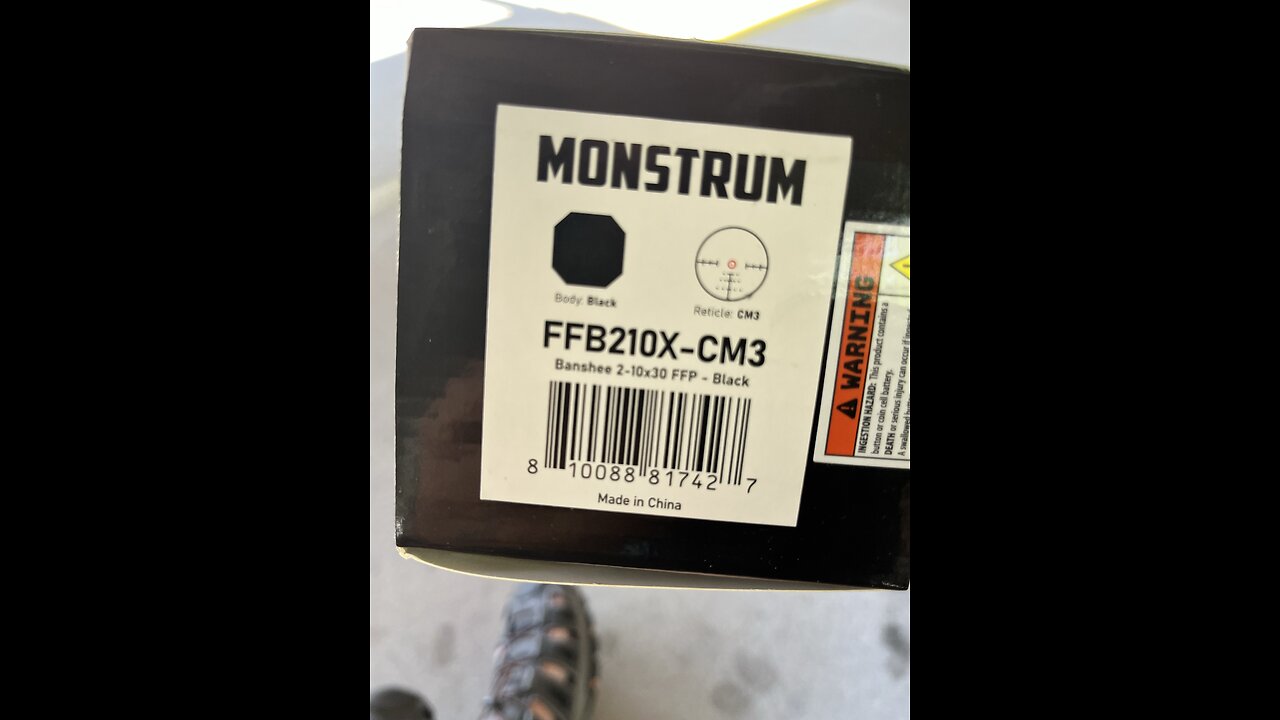 MONSTRUM
Body: Black
Reticle: CM3
FFB210X-CM3
Banshee 2-10x30 FFP - Black
8 10088 81742 7
Made in China
WARNING
INGESTION HAZARD: This product contains a
button or coin cell battery.
DEATH or serious injury can occur if
A swallowed